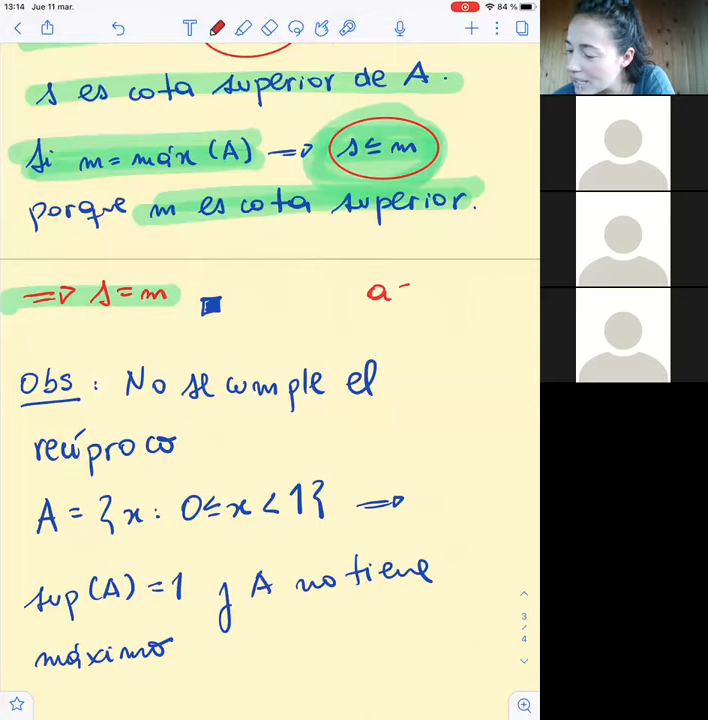 13:14 Jue 11 mar. 84 %
s es cota superior de A.
Si m = máx (A) ⇒ s ≤ m
porque m es cota superior.
⇒ s = m ■ a -
Obs : No se cumple el
recíproco
A = { x : 0 ≤ x < 1 } ⇒
sup (A) = 1 y A no tiene
máximo
3 / 4